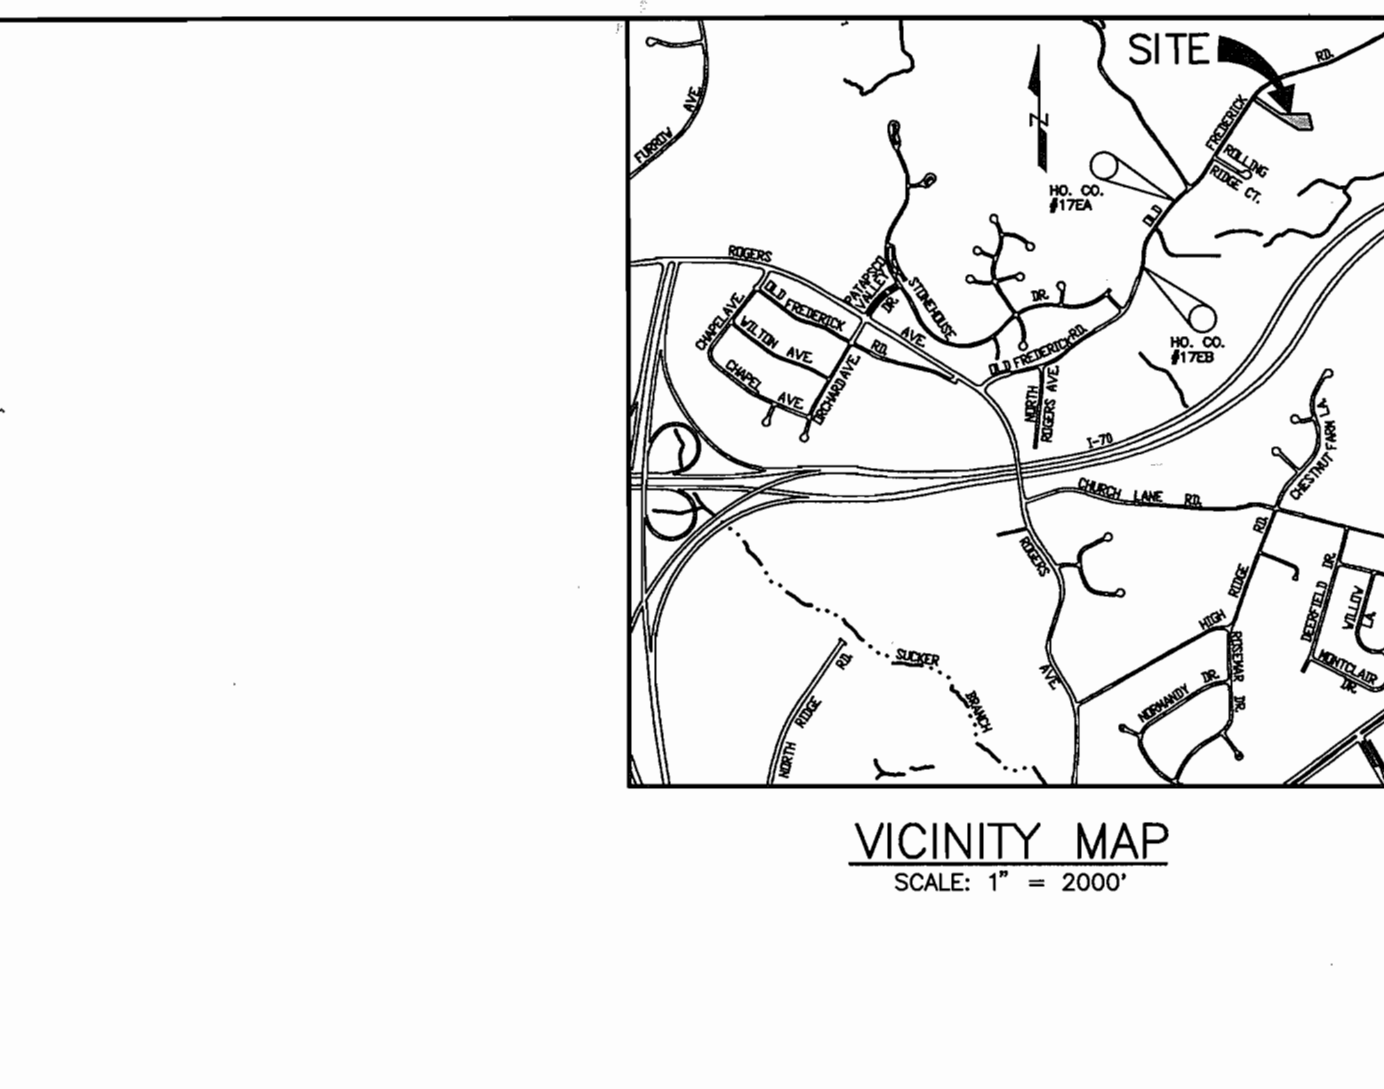 SITE
RD.
FURROW AVE.
FREDERICK
ROLLING
RIDGE CT.
HO. CO.
#17EA
OLD
ROGERS
PATAPSCO
VALLEY
DR.
STONEHOUSE
DR.
OLD FREDERICK
CHAPEL AVE.
WILTON AVE.
RD.
AVE.
OLD FREDERICK RD.
HO. CO.
#17EB
CHAPEL AVE.
ORCHARD AVE.
NORTH
ROGERS AVE.
I-70
CHESTNUT FARM LA.
CHURCH LANE RD.
RD.
ROGERS
RIDGE
DEERFIELD DR.
WILLOW
LA.
HIGH
SUCKER
RD.
ROSEMAR DR.
MONTCLAIR
DR.
AVE.
NORMANDY DR.
BRANCH
RIDGE
NORTH
N
VICINITY MAP
SCALE: 1" = 2000'